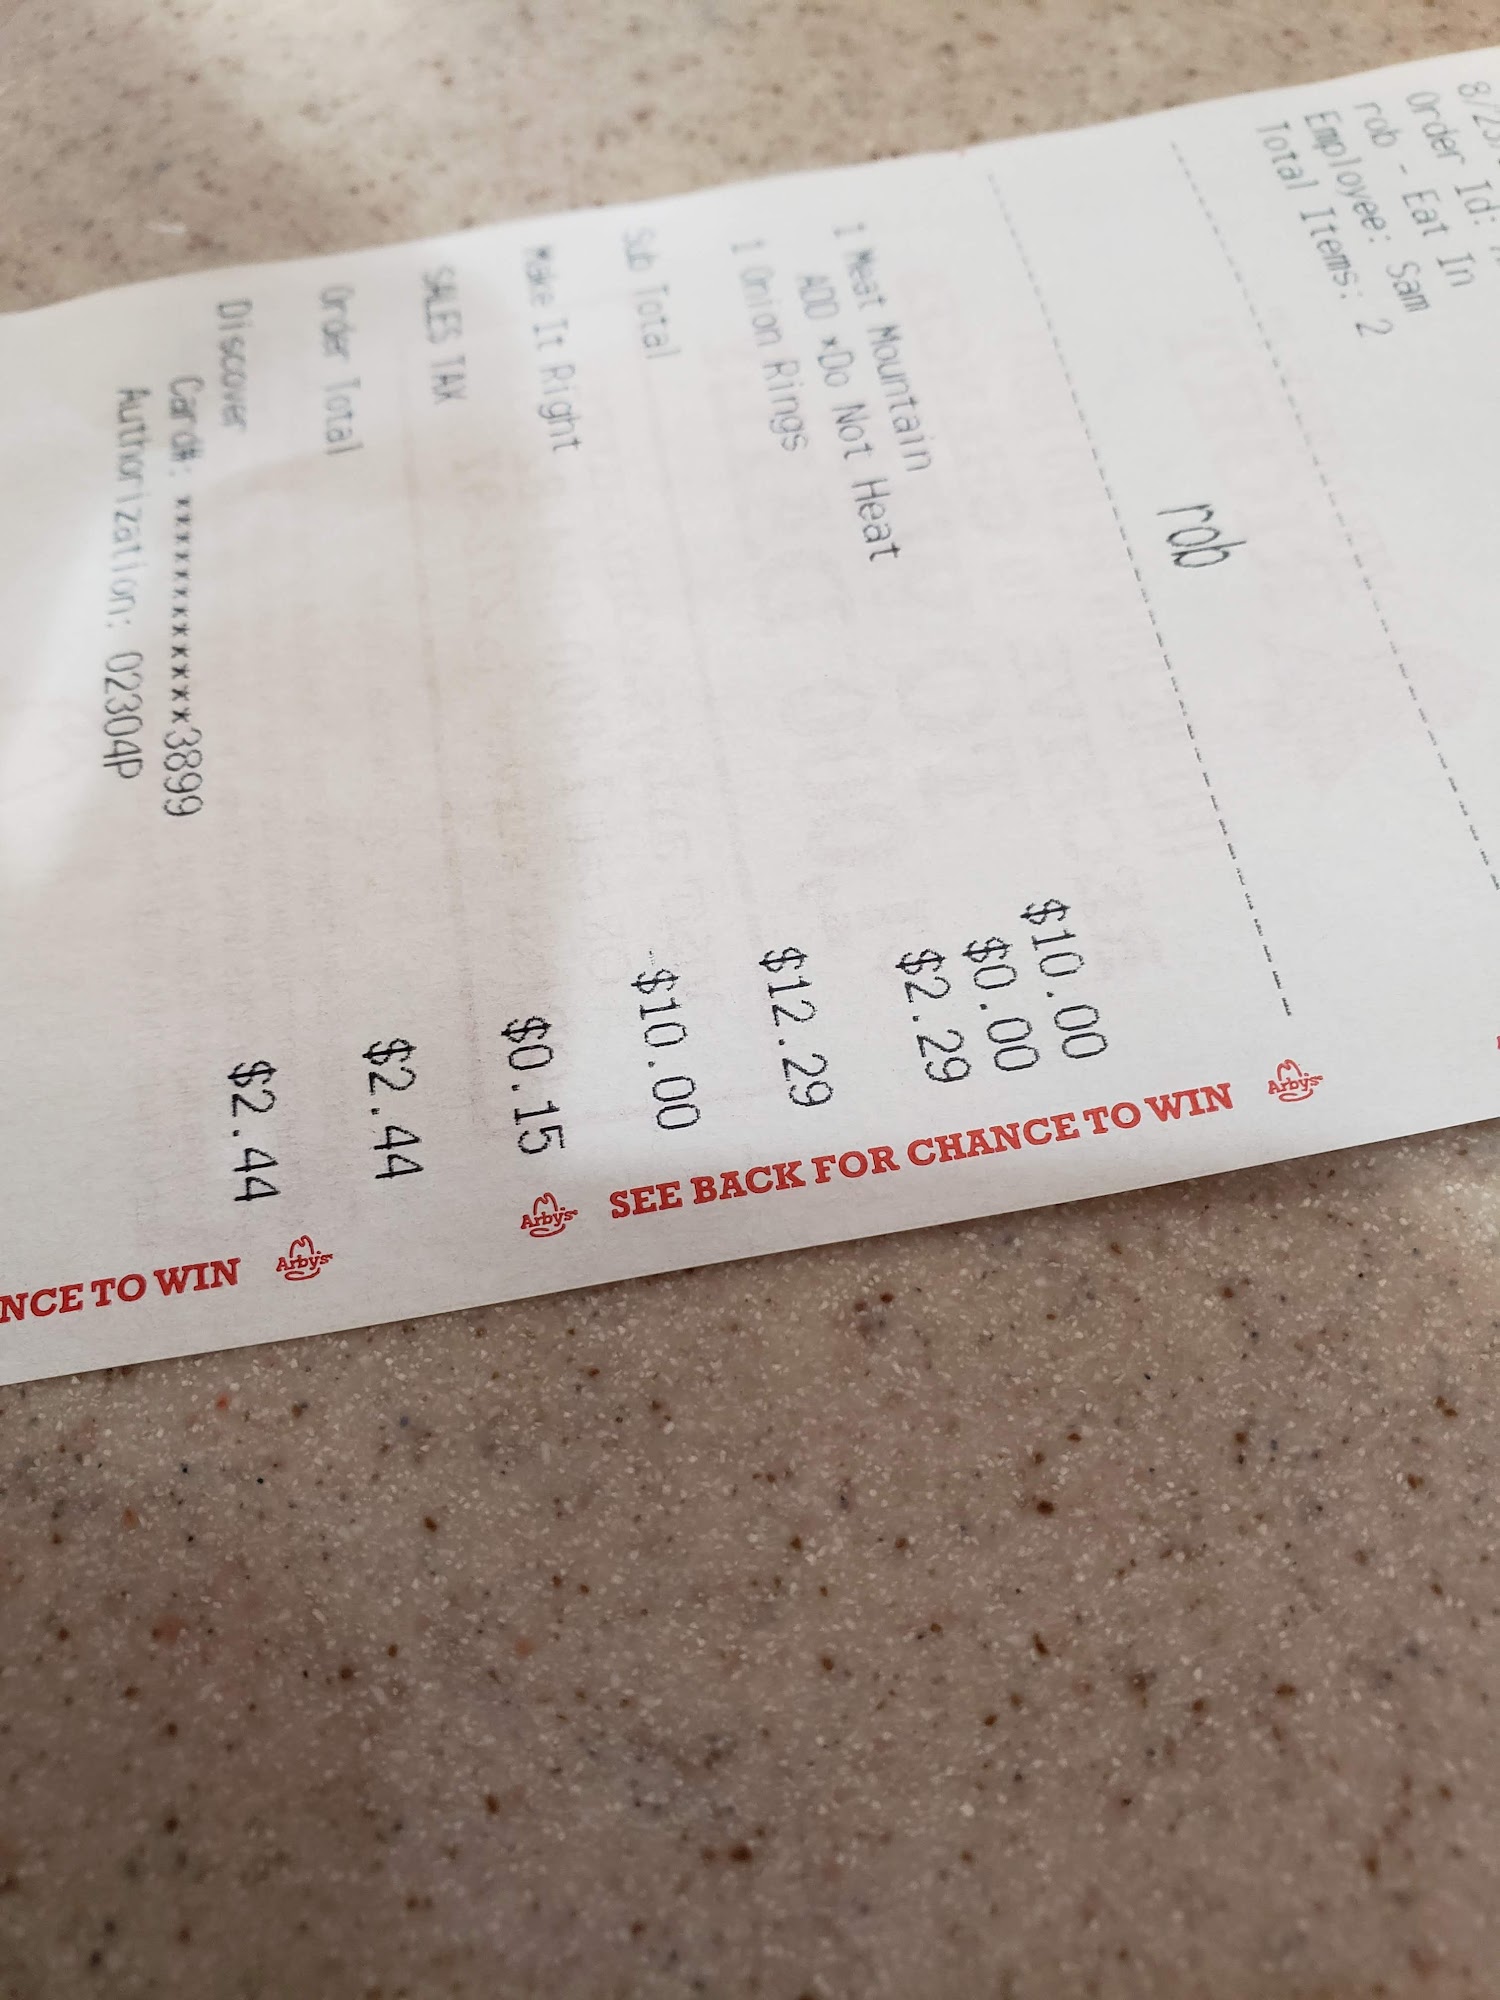 Order Id:
rob - Eat In
Employee: Sam
Total Items: 2
rob
1 Meat Mountain $10.00
ADD *Do Not Heat $0.00
1 Onion Rings $2.29
Sub Total $12.29
Make It Right -$10.00
SALES TAX $0.15
Order Total $2.44
Discover $2.44
Card#: xxxxxxxxxxxx3899
Authorization: 02304P
Arby's
SEE BACK FOR CHANCE TO WIN
Arby's
Arby's
NCE TO WIN